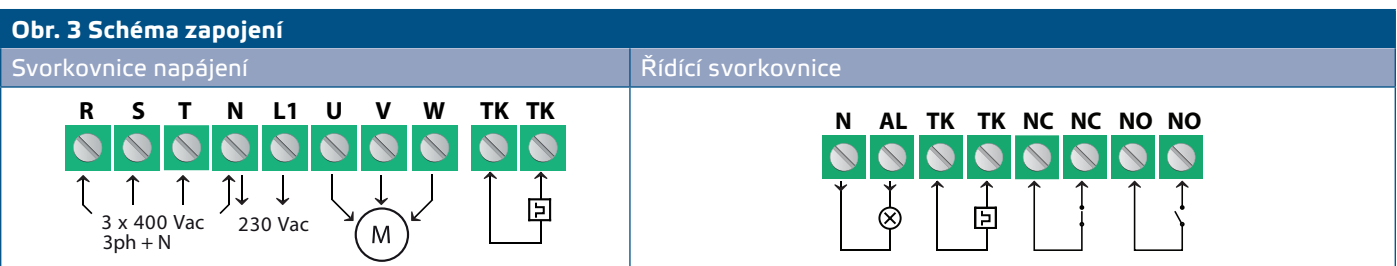 Obr. 3 Schéma zapojení
Svorkovnice napájení
R S T N L1 U V W TK TK
3 x 400 Vac
3ph + N
230 Vac
M
Řídící svorkovnice
N AL TK TK NC NC NO NO